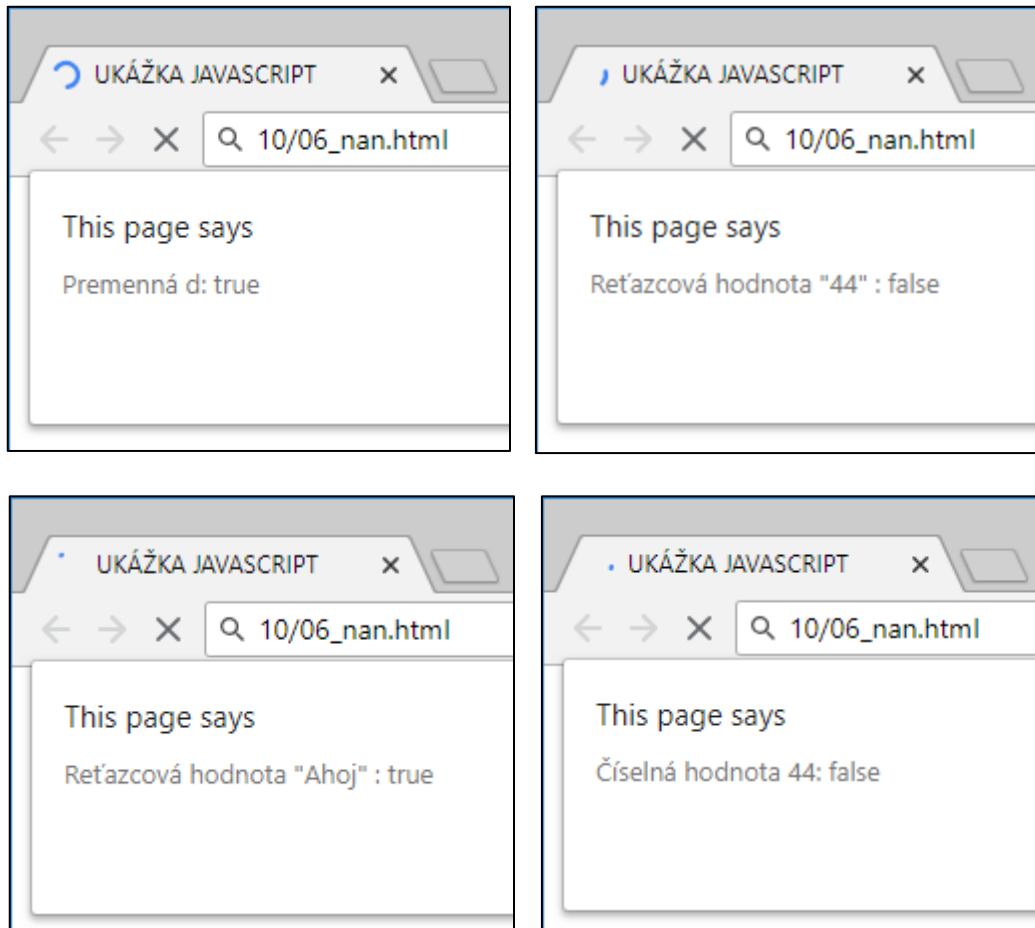 UKÁŽKA JAVASCRIPT
10/06_nan.html
This page says
Premenná d: true
UKÁŽKA JAVASCRIPT
10/06_nan.html
This page says
Reťazcová hodnota "44" : false
UKÁŽKA JAVASCRIPT
10/06_nan.html
This page says
Reťazcová hodnota "Ahoj" : true
UKÁŽKA JAVASCRIPT
10/06_nan.html
This page says
Číselná hodnota 44: false